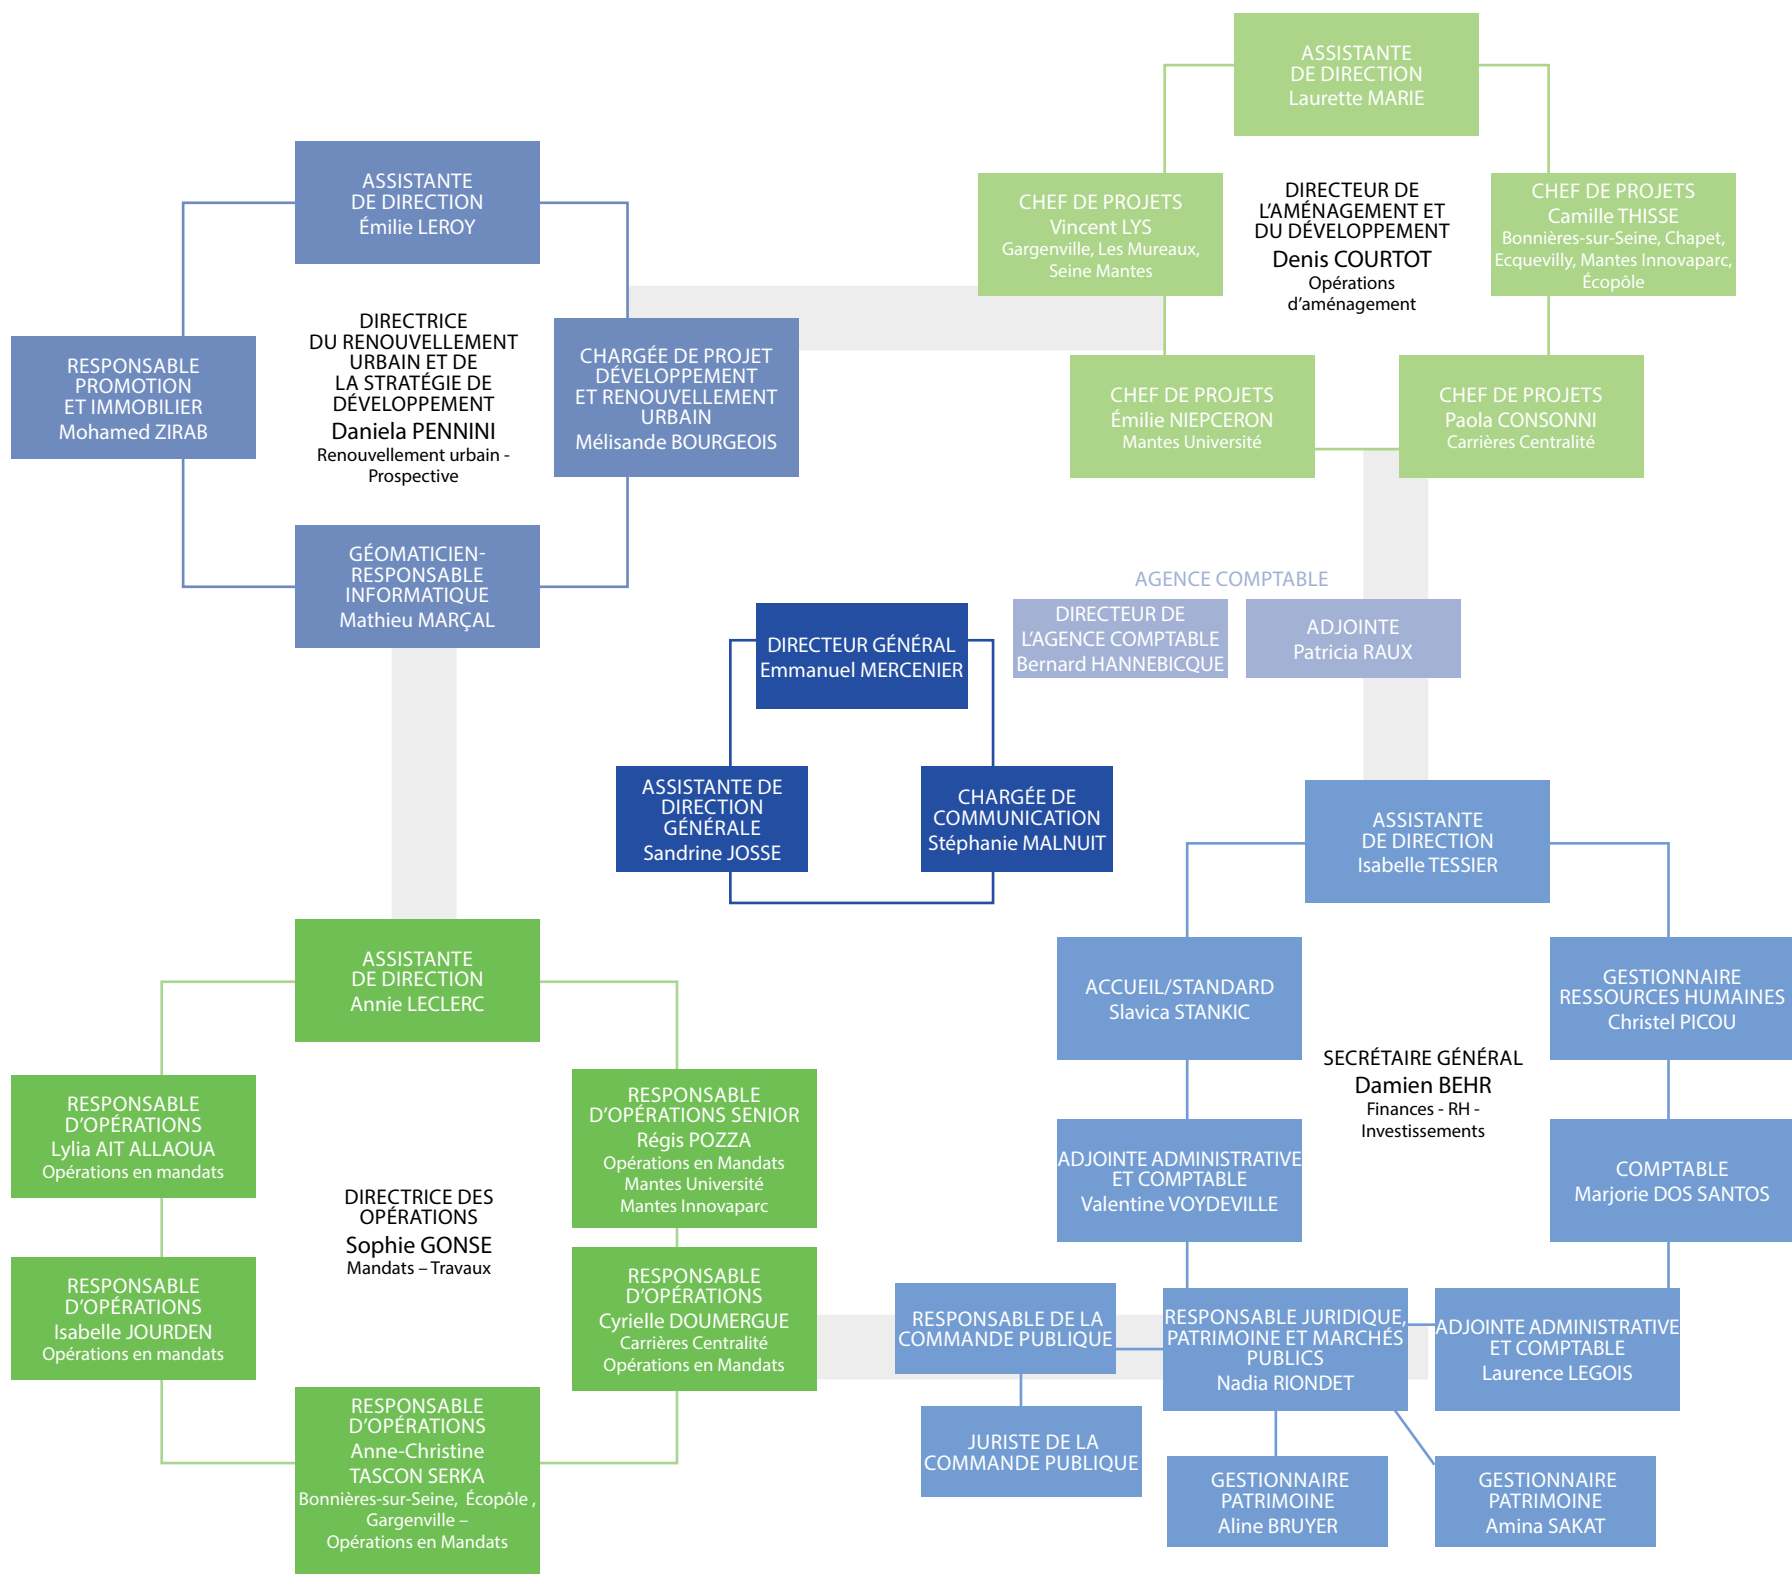 ASSISTANTE
DE DIRECTION
Laurette MARIE
CHEF DE PROJETS
Vincent LYS
Gargenville, Les Mureaux,
Seine Mantes
DIRECTEUR DE
L’AMÉNAGEMENT ET
DU DÉVELOPPEMENT
Denis COURTOT
Opérations
d’aménagement
CHEF DE PROJETS
Camille THISSE
Bonnières-sur-Seine, Chapet,
Ecquevilly, Mantes Innovaparc,
Écopôle
CHEF DE PROJETS
Émilie NIEPCERON
Mantes Université
CHEF DE PROJETS
Paola CONSONNI
Carrières Centralité
ASSISTANTE
DE DIRECTION
Émilie LEROY
RESPONSABLE
PROMOTION
ET IMMOBILIER
Mohamed ZIRAB
DIRECTRICE
DU RENOUVELLEMENT
URBAIN ET DE
LA STRATÉGIE DE
DÉVELOPPEMENT
Daniela PENNINI
Renouvellement urbain -
Prospective
CHARGÉE DE PROJET
DÉVELOPPEMENT
ET RENOUVELLEMENT
URBAIN
Mélisande BOURGEOIS
GÉOMATICIEN-
RESPONSABLE
INFORMATIQUE
Mathieu MARÇAL
AGENCE COMPTABLE
DIRECTEUR DE
L’AGENCE COMPTABLE
Bernard HANNEBICQUE
ADJOINTE
Patricia RAUX
DIRECTEUR GÉNÉRAL
Emmanuel MERCENIER
ASSISTANTE DE
DIRECTION
GÉNÉRALE
Sandrine JOSSE
CHARGÉE DE
COMMUNICATION
Stéphanie MALNUIT
ASSISTANTE
DE DIRECTION
Isabelle TESSIER
ACCUEIL/STANDARD
Slavica STANKIC
GESTIONNAIRE
RESSOURCES HUMAINES
Christel PICOU
SECRÉTAIRE GÉNÉRAL
Damien BEHR
Finances - RH -
Investissements
ADJOINTE ADMINISTRATIVE
ET COMPTABLE
Valentine VOYDEVILLE
COMPTABLE
Marjorie DOS SANTOS
RESPONSABLE DE LA
COMMANDE PUBLIQUE
RESPONSABLE JURIDIQUE,
PATRIMOINE ET MARCHÉS
PUBLICS
Nadia RIONDET
ADJOINTE ADMINISTRATIVE
ET COMPTABLE
Laurence LEGOIS
JURISTE DE LA
COMMANDE PUBLIQUE
GESTIONNAIRE
PATRIMOINE
Aline BRUYER
GESTIONNAIRE
PATRIMOINE
Amina SAKAT
ASSISTANTE
DE DIRECTION
Annie LECLERC
RESPONSABLE
D’OPÉRATIONS
Lylia AIT ALLAOUA
Opérations en mandats
RESPONSABLE
D’OPÉRATIONS SENIOR
Régis POZZA
Opérations en Mandats
Mantes Université
Mantes Innovaparc
DIRECTRICE DES
OPÉRATIONS
Sophie GONSE
Mandats – Travaux
RESPONSABLE
D’OPÉRATIONS
Isabelle JOURDEN
Opérations en mandats
RESPONSABLE
D’OPÉRATIONS
Cyrielle DOUMERGUE
Carrières Centralité
Opérations en Mandats
RESPONSABLE
D’OPÉRATIONS
Anne-Christine
TASCON SERKA
Bonnières-sur-Seine, Écopôle ,
Gargenville –
Opérations en Mandats